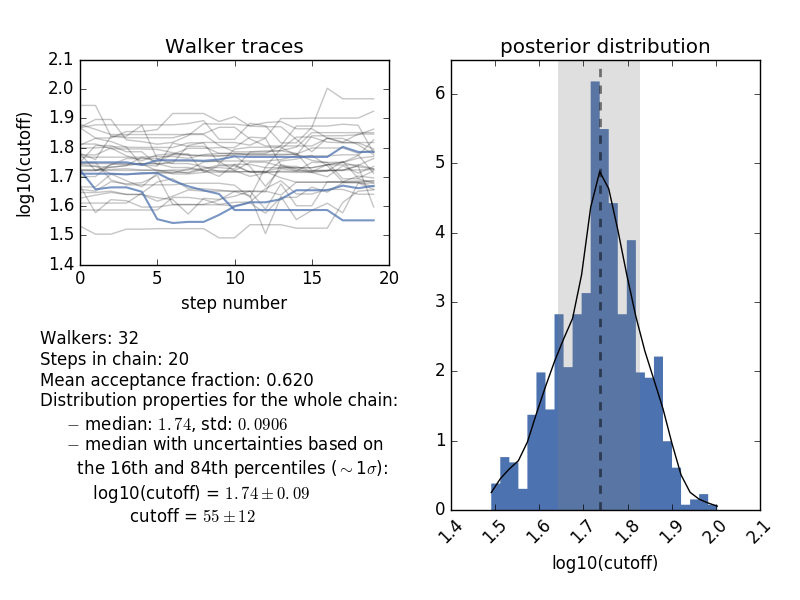 Walker traces
2.1
2.0
1.9
1.8
1.7
1.6
1.5
1.4
log10(cutoff)
0 5 10 15 20
step number
Walkers: 32
Steps in chain: 20
Mean acceptance fraction: 0.620
Distribution properties for the whole chain:
− median: 1.74, std: 0.0906
− median with uncertainties based on
the 16th and 84th percentiles (∼1σ):
log10(cutoff) = 1.74±0.09
cutoff = 55±12
posterior distribution
6
5
4
3
2
1
0
1.4 1.5 1.6 1.7 1.8 1.9 2.0 2.1
log10(cutoff)